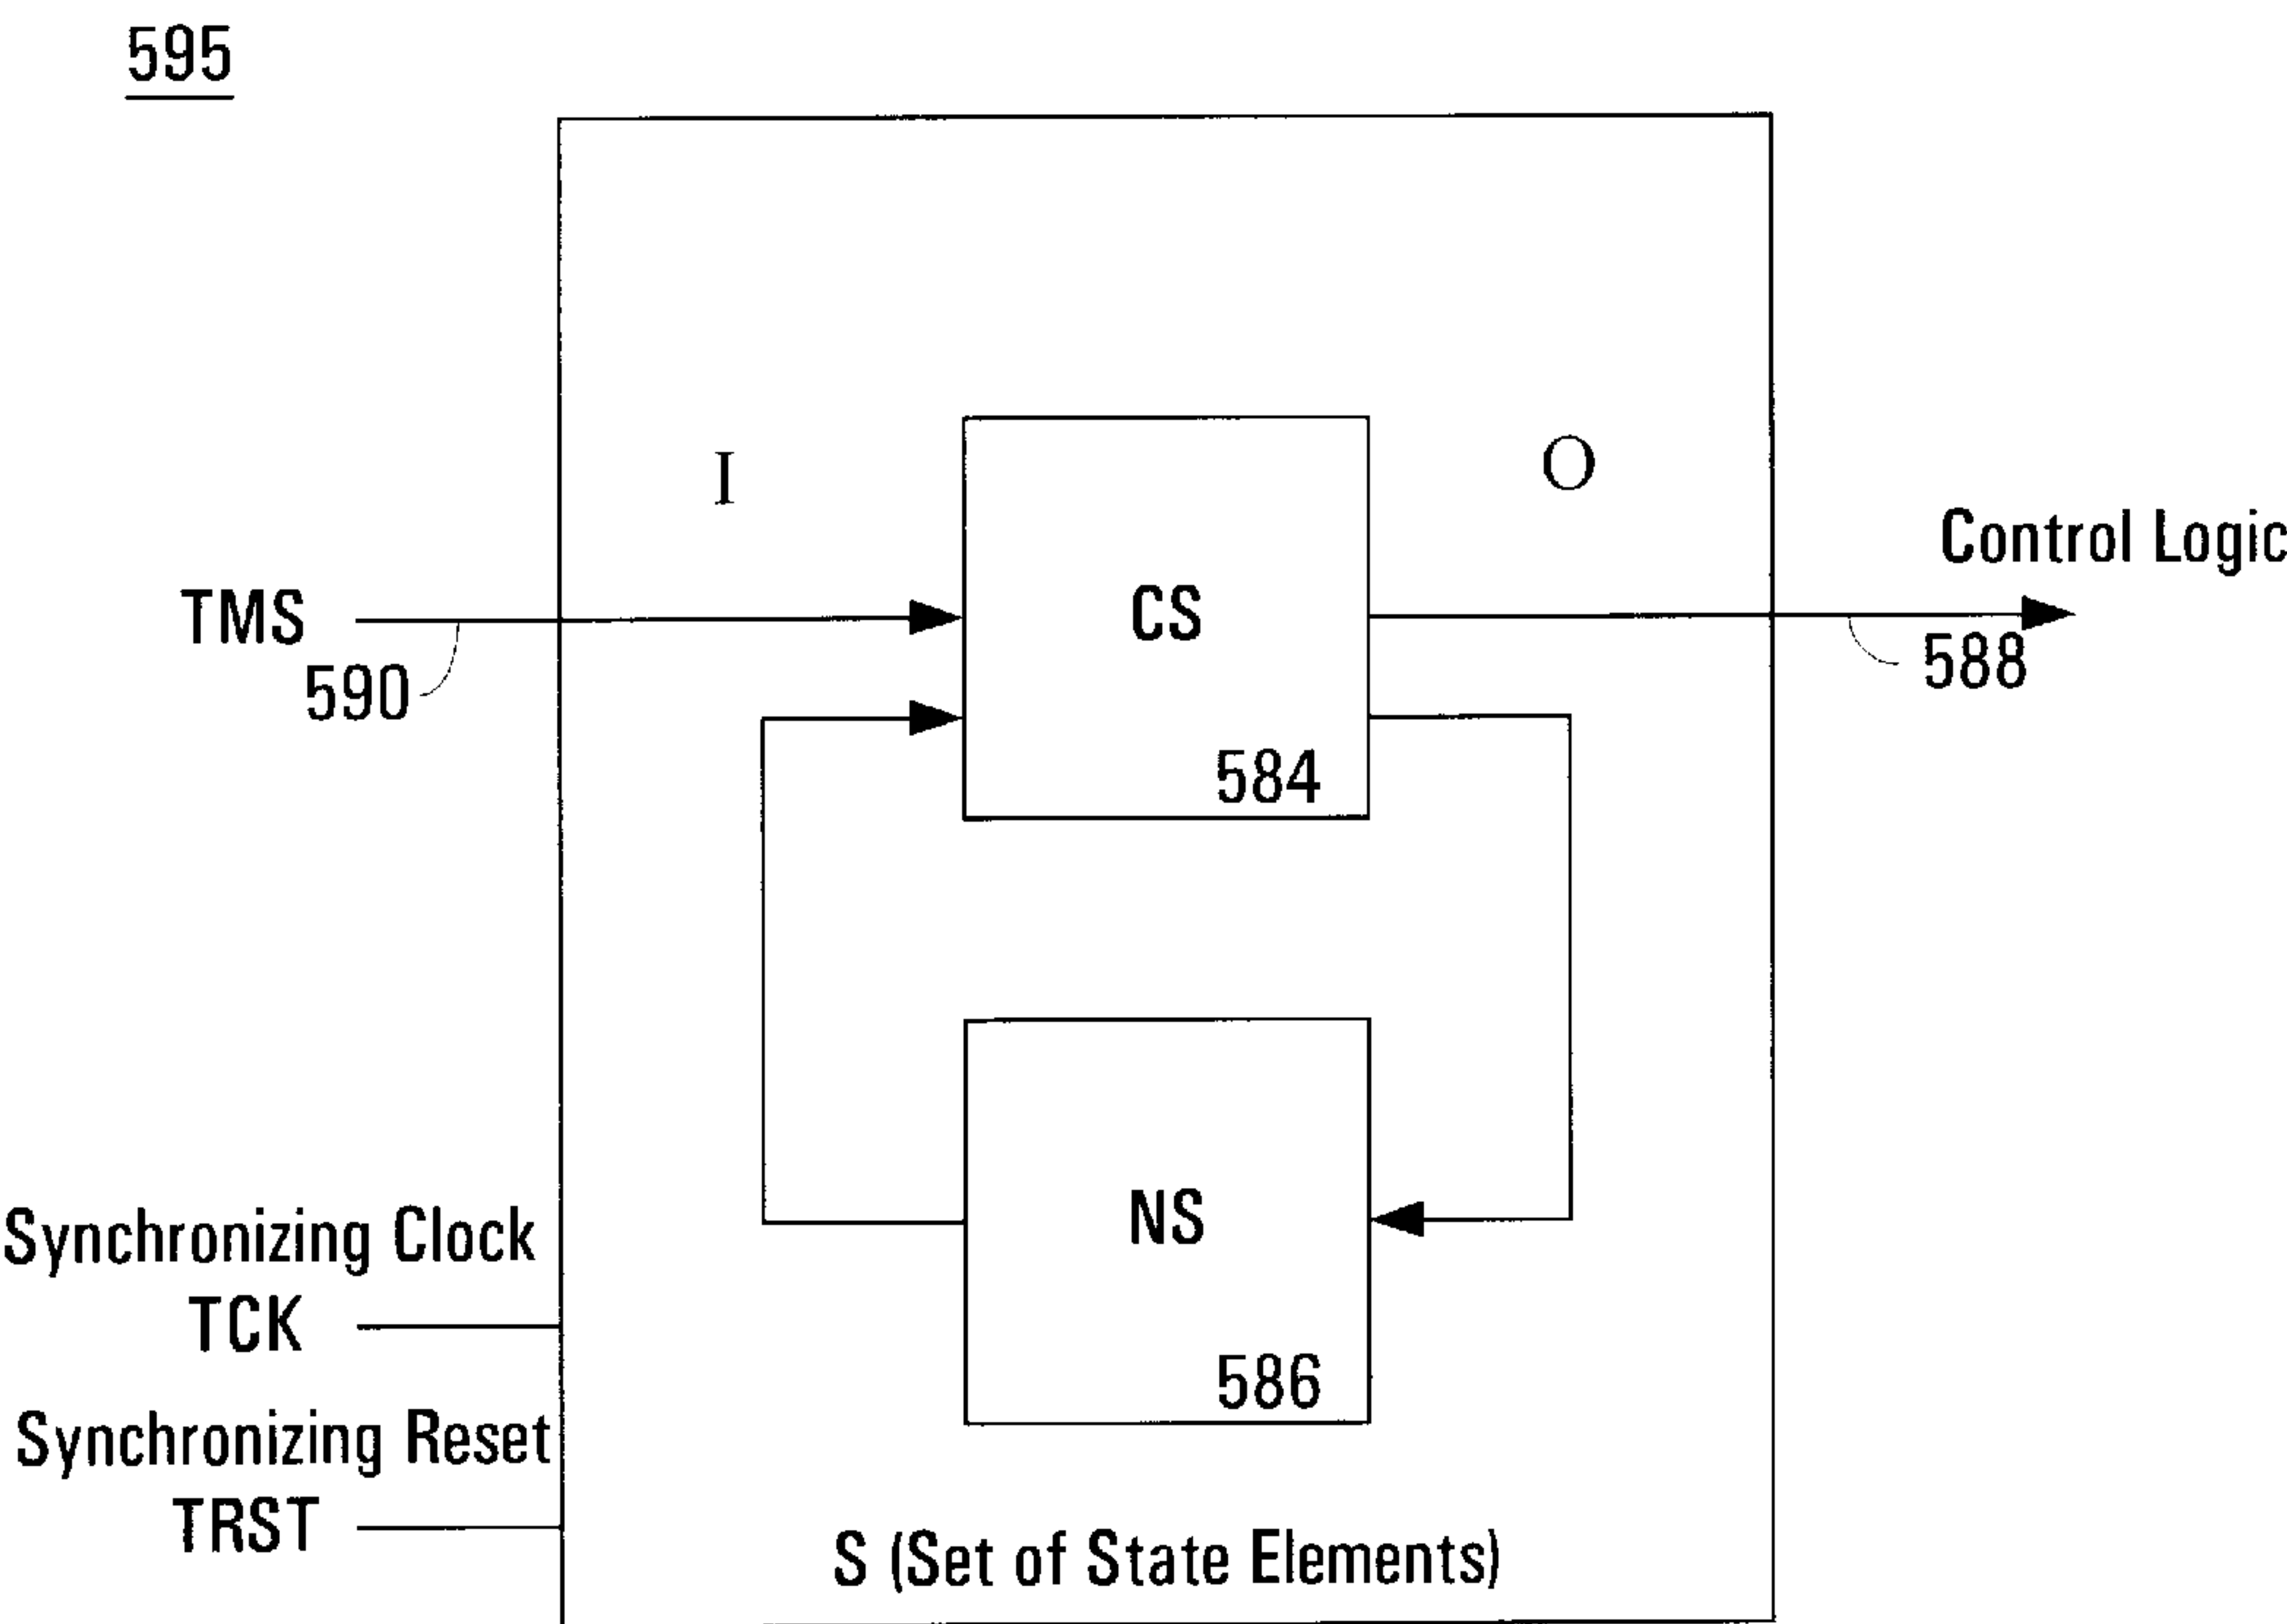 595
I
O
Control Logic
TMS
CS
590
588
584
Synchronizing Clock
NS
TCK
586
Synchronizing Reset
TRST
S (Set of State Elements)